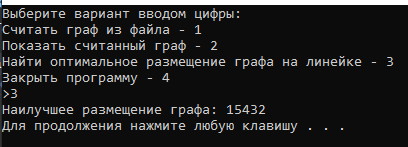 Выберите вариант вводом цифры:
Считать граф из файла - 1
Показать считанный граф - 2
Найти оптимальное размещение графа на линейке - 3
Закрыть программу - 4
>3
Наилучшее размещение графа: 15432
Для продолжения нажмите любую клавишу . . .